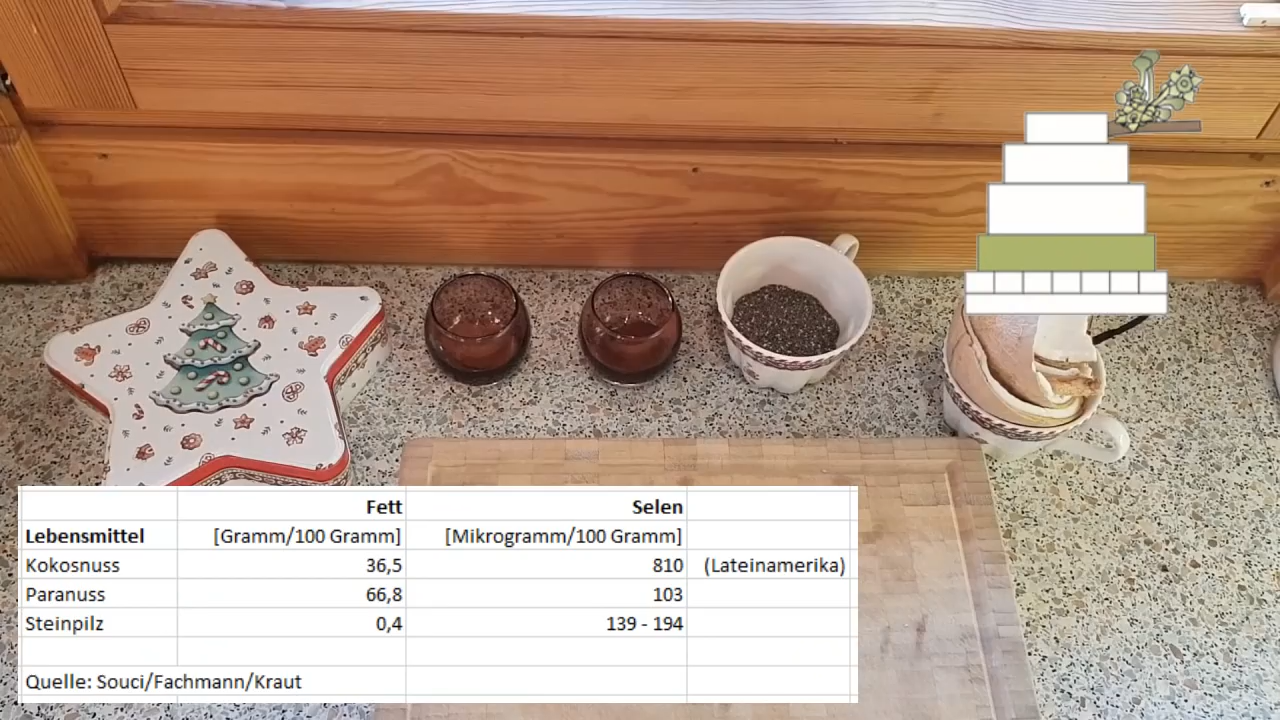 Fett Selen
Lebensmittel [Gramm/100 Gramm] [Mikrogramm/100 Gramm]
Kokosnuss 36,5 810 (Lateinamerika)
Paranuss 66,8 103
Steinpilz 0,4 139 - 194
Quelle: Souci/Fachmann/Kraut